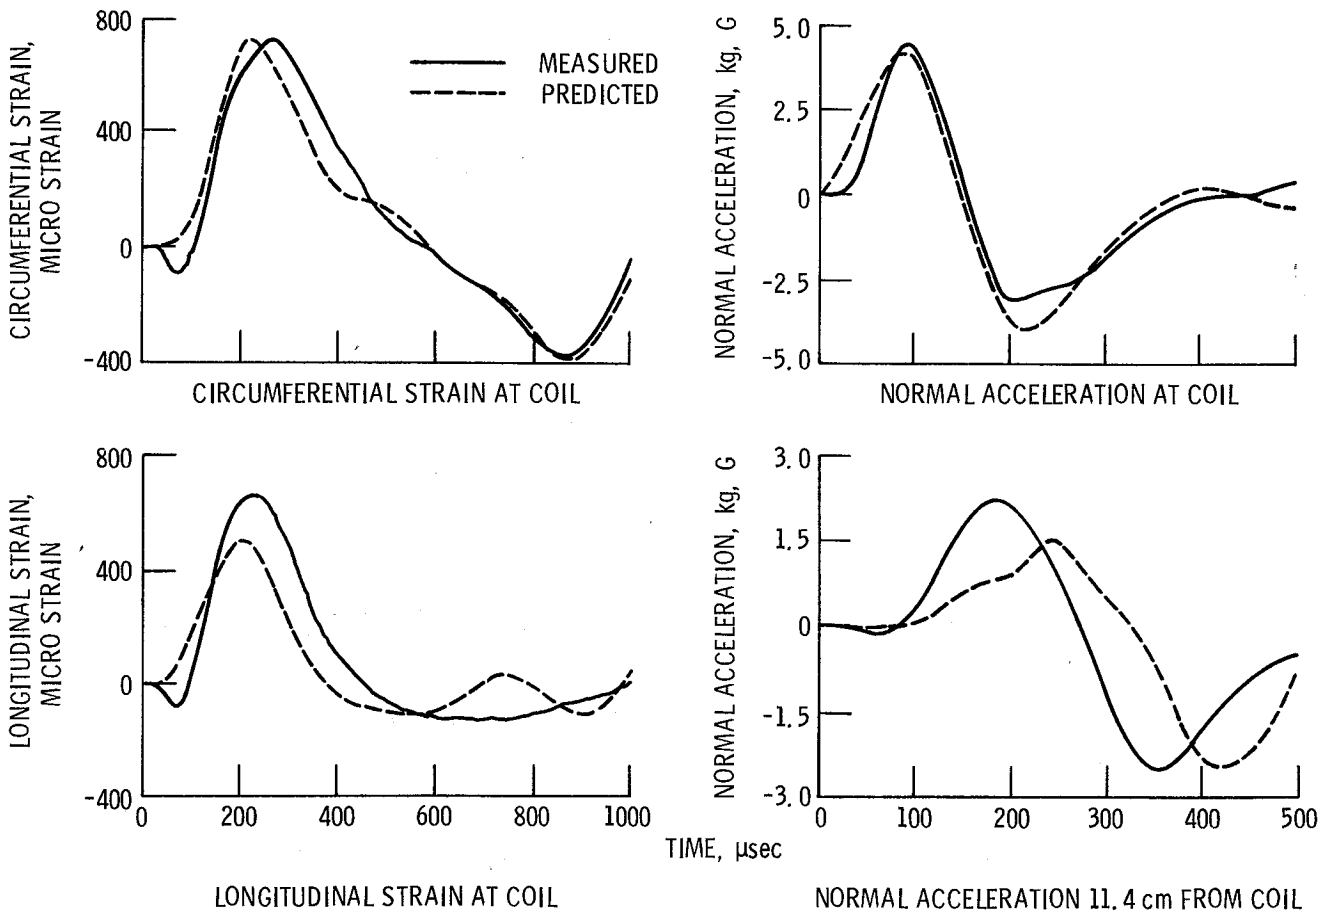 CIRCUMFERENTIAL STRAIN,
MICRO STRAIN
800
400
0
-400
MEASURED
PREDICTED
CIRCUMFERENTIAL STRAIN AT COIL
NORMAL ACCELERATION, kg, G
5.0
2.5
0
-2.5
-5.0
NORMAL ACCELERATION AT COIL
LONGITUDINAL STRAIN,
MICRO STRAIN
800
400
0
-400
0 200 400 600 800 1000
LONGITUDINAL STRAIN AT COIL
NORMAL ACCELERATION, kg, G
3.0
1.5
0
-1.5
-3.0
0 100 200 300 400 500
TIME, µsec
NORMAL ACCELERATION 11.4 cm FROM COIL